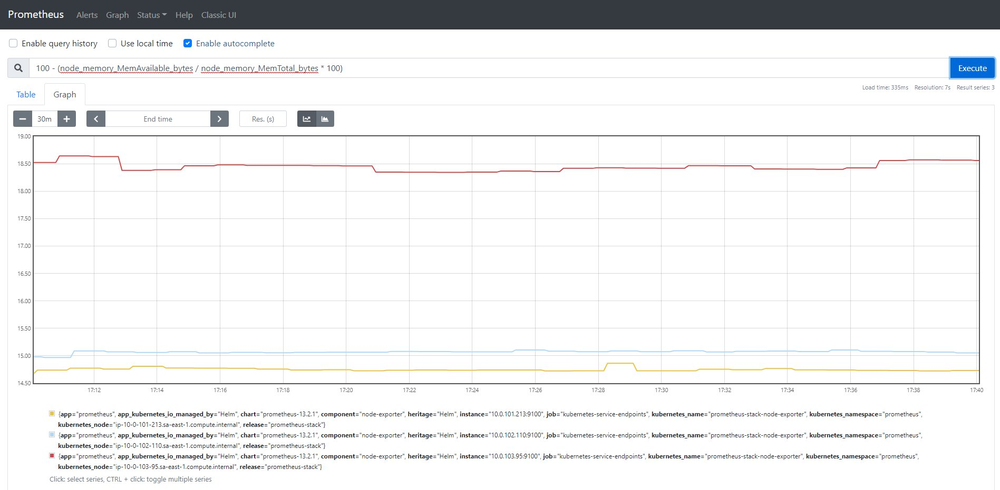 Prometheus Alerts Graph Status Help Classic UI
Enable query history Use local time Enable autocomplete
100 - (node_memory_MemAvailable_bytes / node_memory_MemTotal_bytes * 100) Execute
Load time: 335ms Resolution: 7s Result series: 3
Table Graph
30m End time Res. (s)
19.00
18.50
18.00
17.50
17.00
16.50
16.00
15.50
15.00
14.50
17:12 17:14 17:16 17:18 17:20 17:22 17:24 17:26 17:28 17:30 17:32 17:34 17:36 17:38 17:40
{app="prometheus", app_kubernetes_io_managed_by="Helm", chart="prometheus-13.2.1", component="node-exporter", heritage="Helm", instance="10.0.101.213:9100", job="kubernetes-service-endpoints", kubernetes_name="prometheus-stack-node-exporter", kubernetes_namespace="prometheus",
kubernetes_node="ip-10-0-101-213.sa-east-1.compute.internal", release="prometheus-stack"}
{app="prometheus", app_kubernetes_io_managed_by="Helm", chart="prometheus-13.2.1", component="node-exporter", heritage="Helm", instance="10.0.102.110:9100", job="kubernetes-service-endpoints", kubernetes_name="prometheus-stack-node-exporter", kubernetes_namespace="prometheus",
kubernetes_node="ip-10-0-102-110.sa-east-1.compute.internal", release="prometheus-stack"}
{app="prometheus", app_kubernetes_io_managed_by="Helm", chart="prometheus-13.2.1", component="node-exporter", heritage="Helm", instance="10.0.103.95:9100", job="kubernetes-service-endpoints", kubernetes_name="prometheus-stack-node-exporter", kubernetes_namespace="prometheus",
kubernetes_node="ip-10-0-103-95.sa-east-1.compute.internal", release="prometheus-stack"}
Click: select series, CTRL + click: toggle multiple series